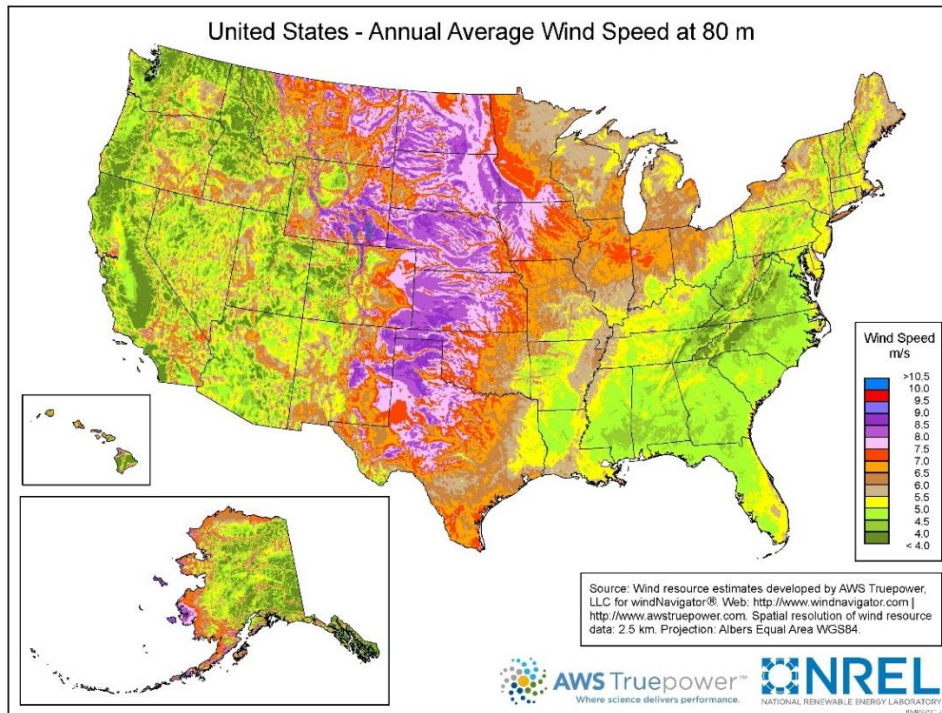 United States - Annual Average Wind Speed at 80 m
Wind Speed
m/s
>10.5
10.0
9.5
9.0
8.5
8.0
7.5
7.0
6.5
6.0
5.5
5.0
4.5
4.0
< 4.0
Source: Wind resource estimates developed by AWS Truepower,
LLC for windNavigator®. Web: http://www.windnavigator.com |
http://www.awstruepower.com. Spatial resolution of wind resource
data: 2.5 km. Projection: Albers Equal Area WGS84.
AWS Truepower™
Where science delivers performance.
NREL
NATIONAL RENEWABLE ENERGY LABORATORY